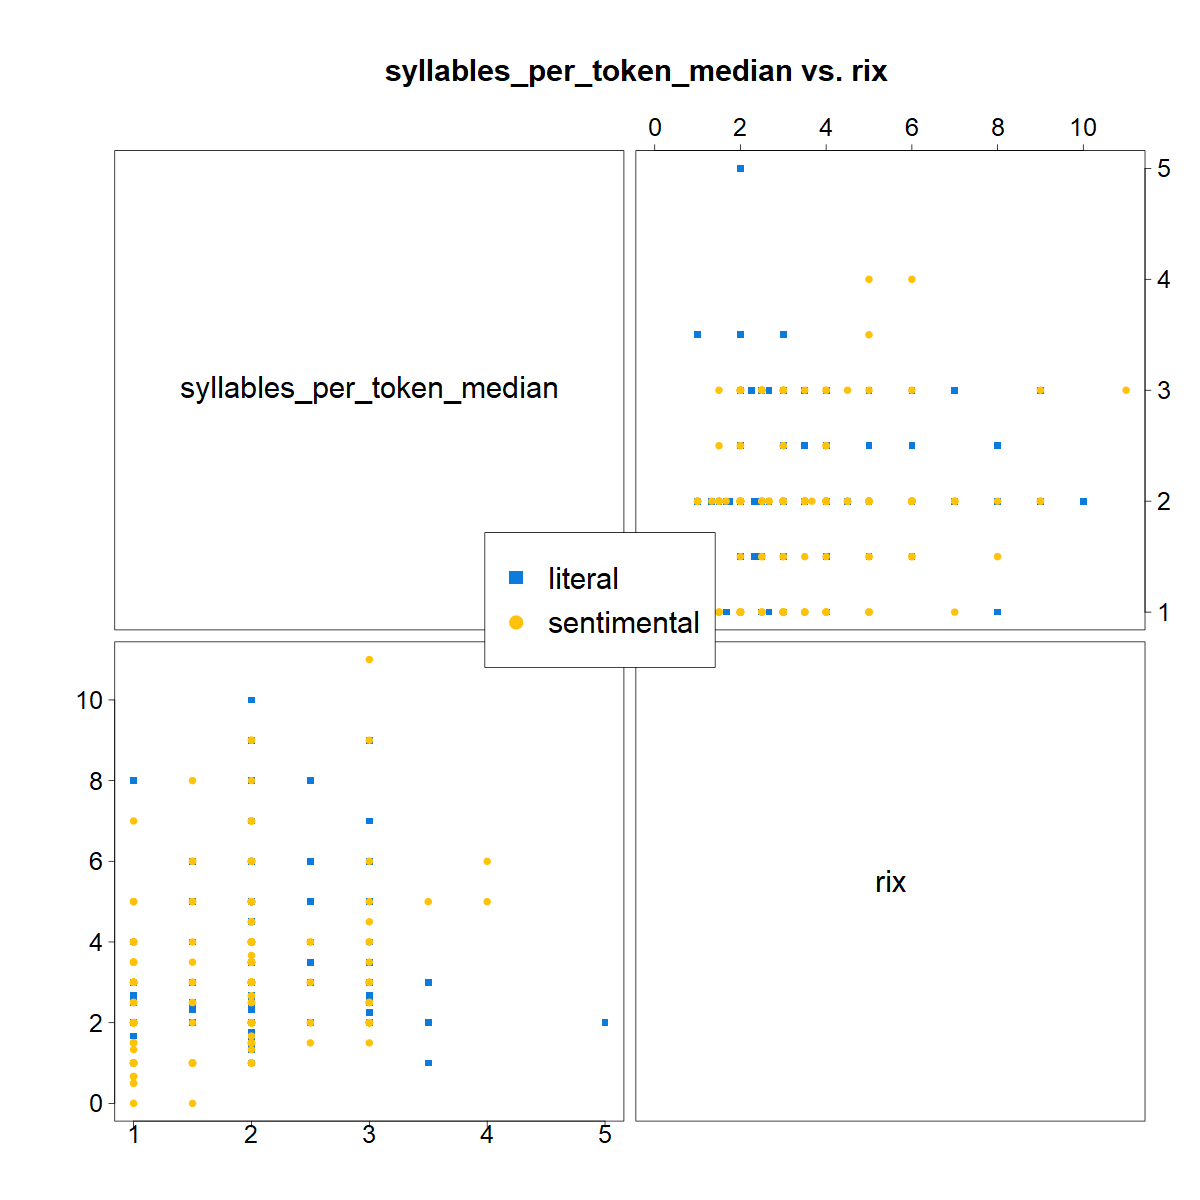 syllables_per_token_median vs. rix
0 2 4 6 8 10
syllables_per_token_median
5
4
3
2
1
literal
sentimental
10
8
6
4
2
0
rix
1 2 3 4 5